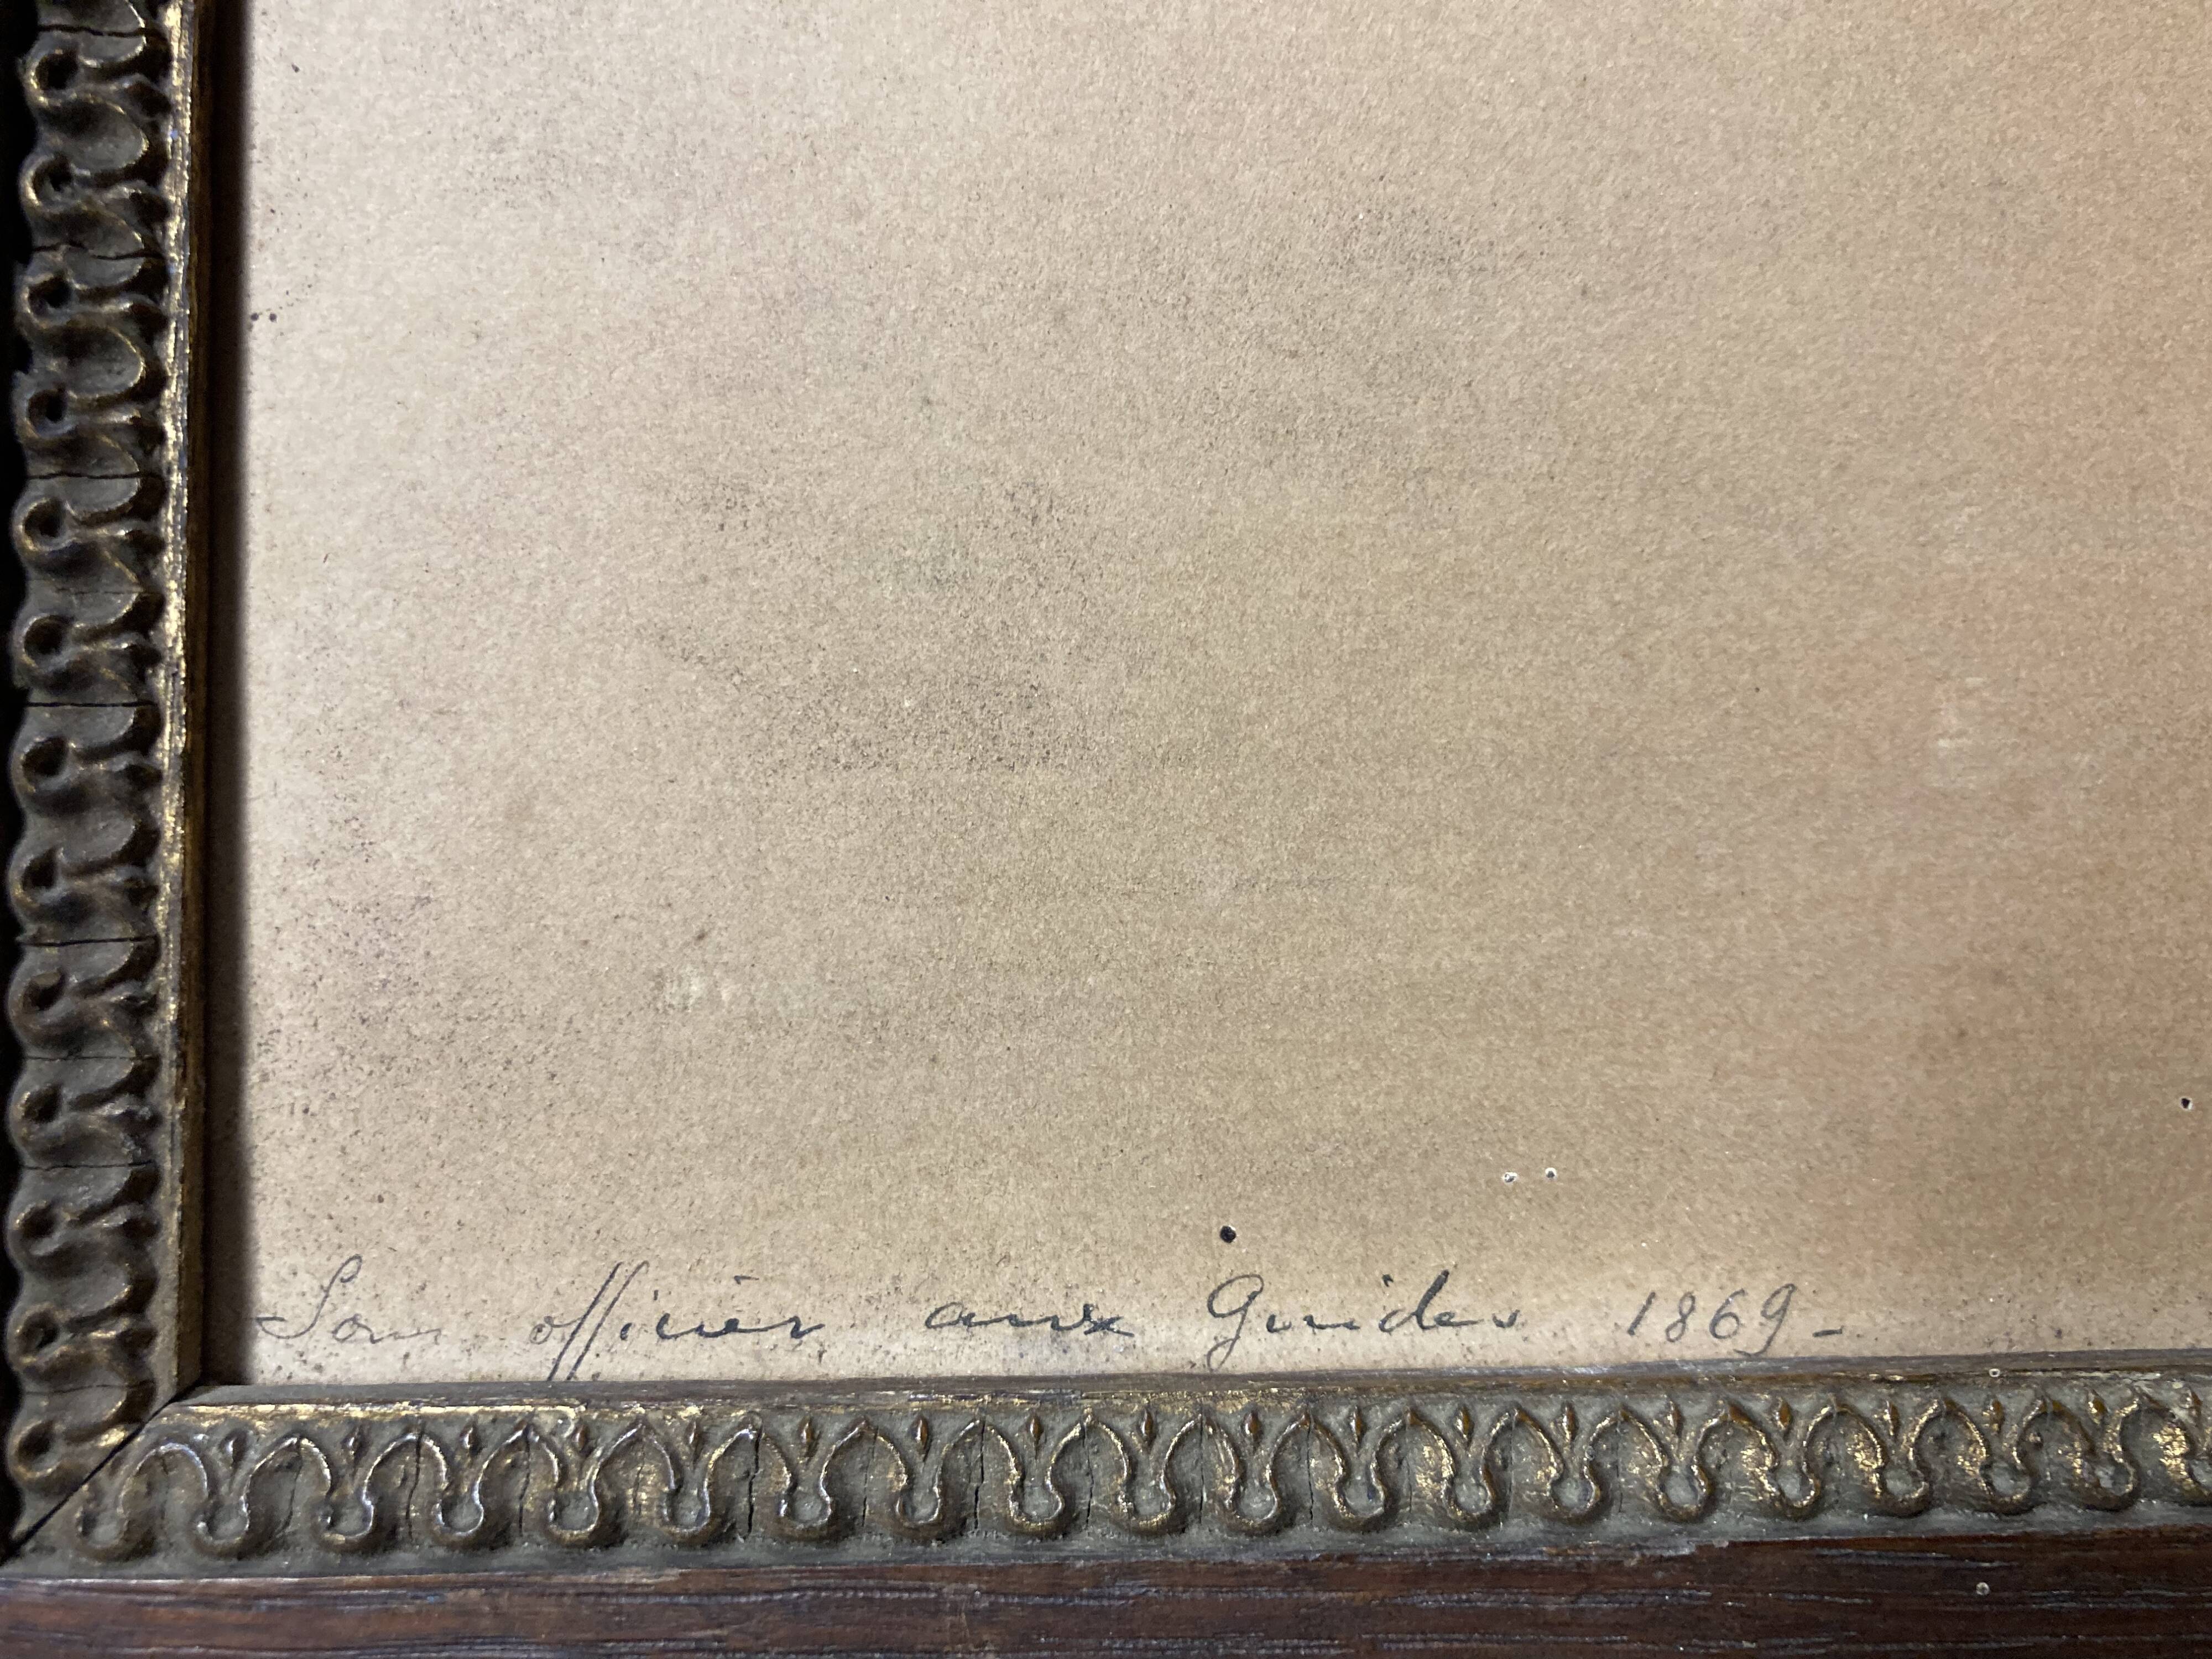 Sous officier aux Guides 1869-